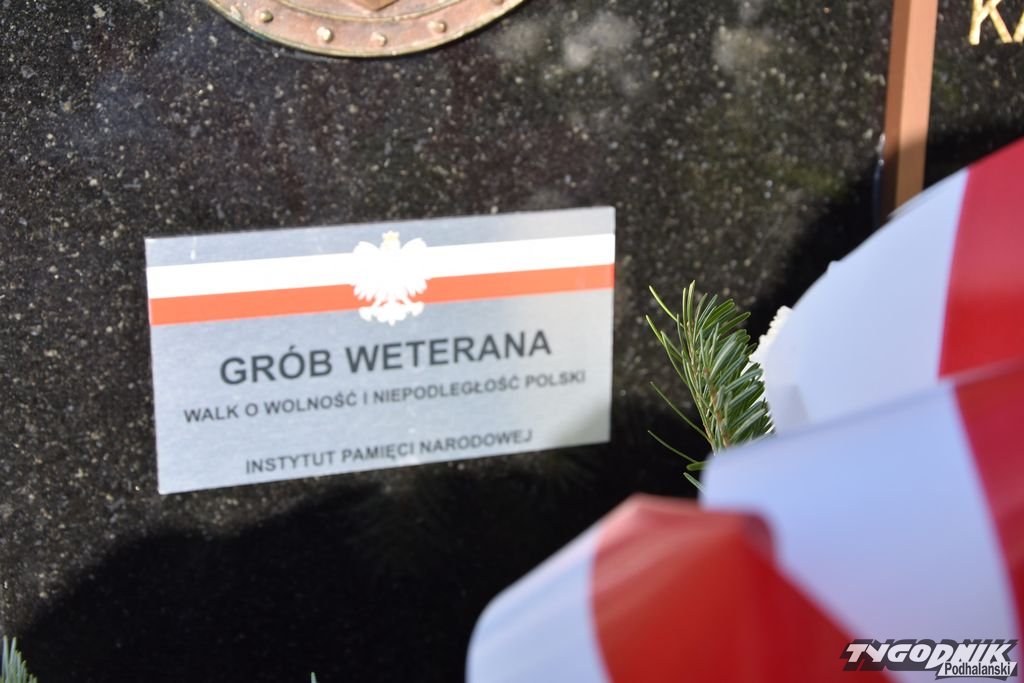 GRÓB WETERANA
WALK O WOLNOŚĆ I NIEPODLEGŁOŚĆ POLSKI
INSTYTUT PAMIĘCI NARODOWEJ
TYGODNIK
Podhalański